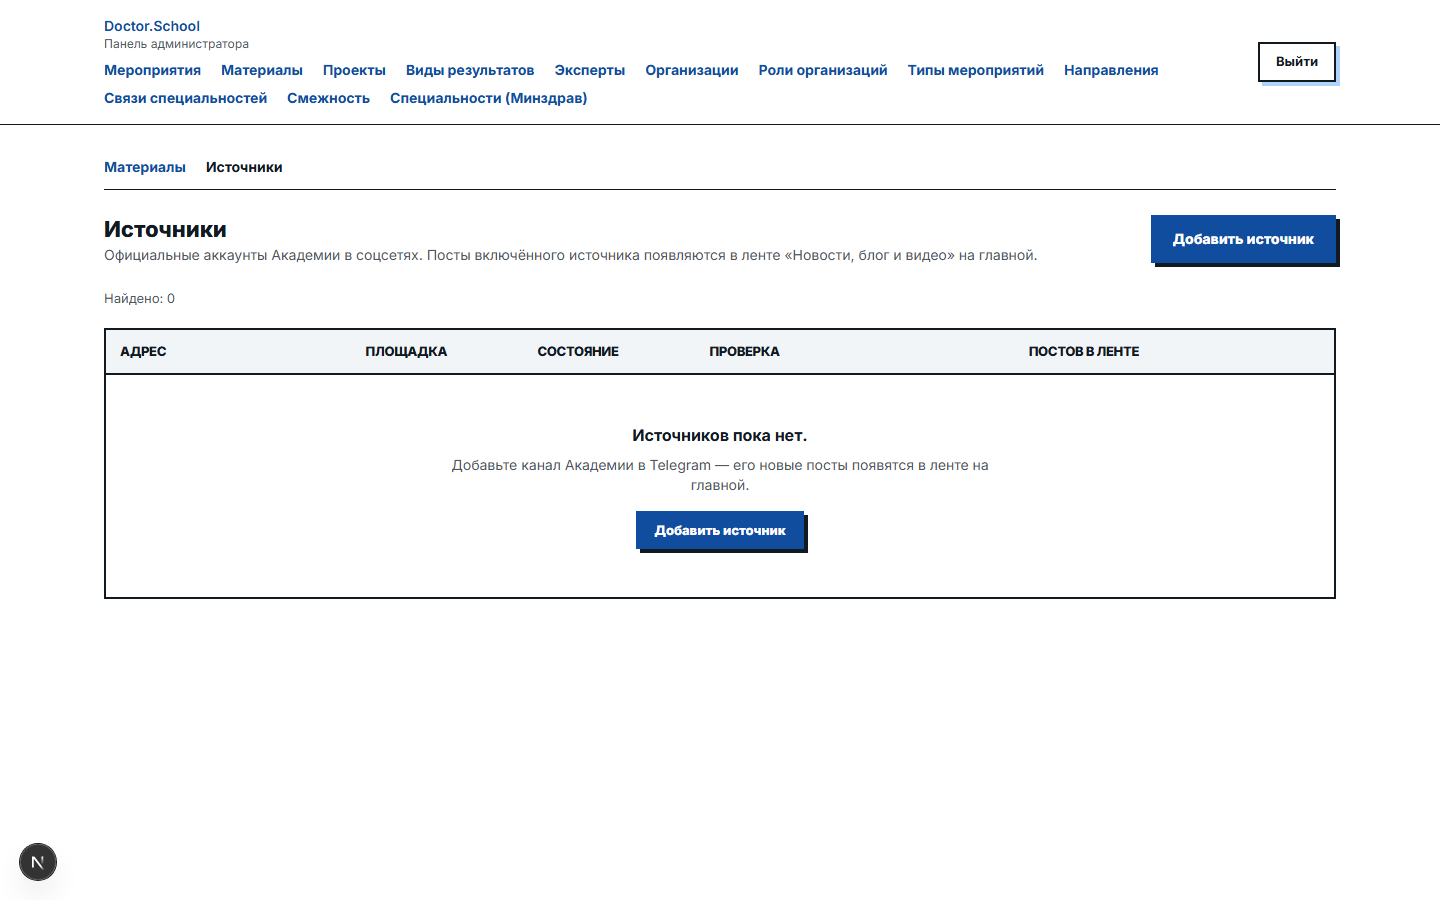 Doctor.School
Панель администратора
Мероприятия Материалы Проекты Виды результатов Эксперты Организации Роли организаций Типы мероприятий Направления
Связи специальностей Смежность Специальности (Минздрав)
Выйти
Материалы Источники
Источники
Официальные аккаунты Академии в соцсетях. Посты включённого источника появляются в ленте «Новости, блог и видео» на главной.
Добавить источник
Найдено: 0
АДРЕС ПЛОЩАДКА СОСТОЯНИЕ ПРОВЕРКА ПОСТОВ В ЛЕНТЕ
Источников пока нет.
Добавьте канал Академии в Telegram — его новые посты появятся в ленте на
главной.
Добавить источник
N